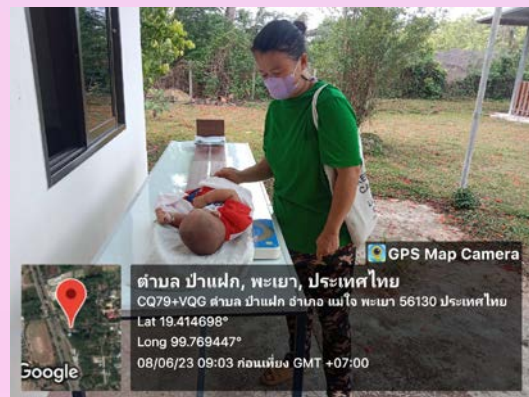 GPS Map Camera
ตำบล ป่าแฝก, พะเยา, ประเทศไทย
CQ79+VQG ตำบล ป่าแฝก อำเภอ แม่ใจ พะเยา 56130 ประเทศไทย
Lat 19.414698°
Long 99.769447°
08/06/23 09:03 ก่อนเที่ยง GMT +07:00
Google